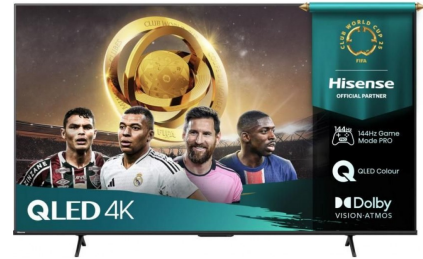 CLUB WORLD CUP 25
FIFA
Hisense
OFFICIAL PARTNER
144Hz
144Hz Game
Mode PRO
Q
QLED Colour
Dolby
VISION·ATMOS
QLED 4K